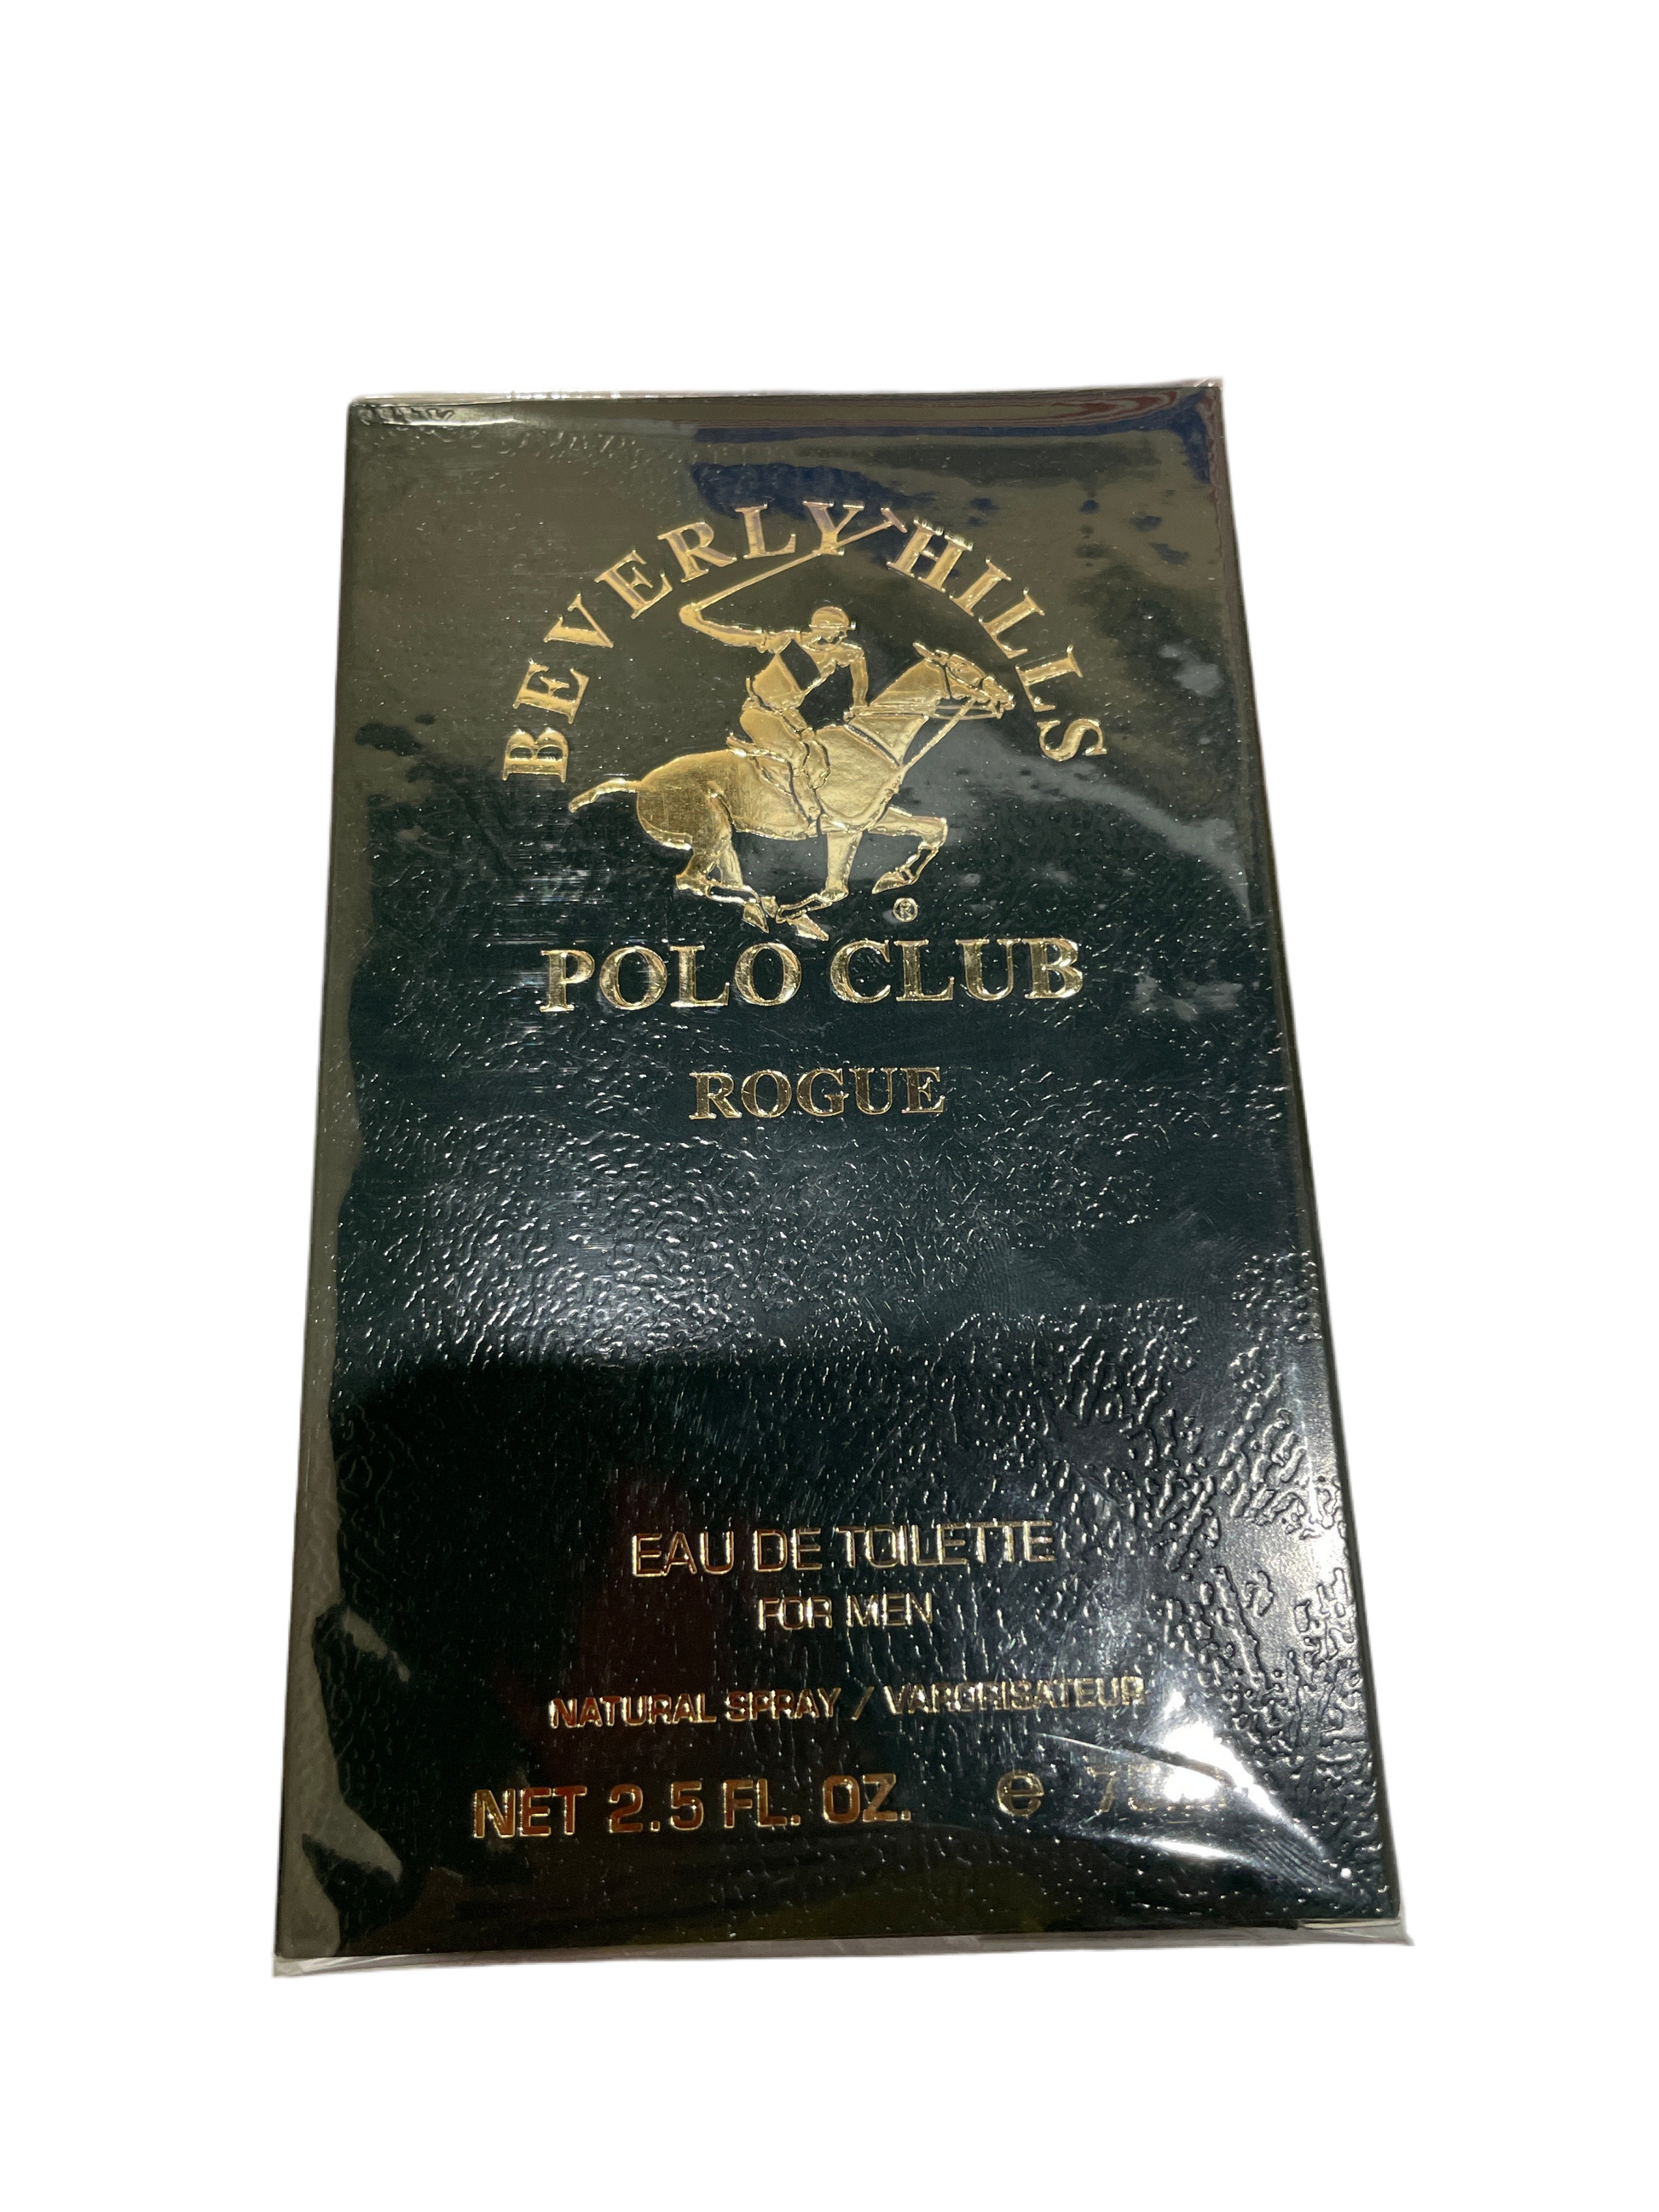 BEVERLY HILLS
®
POLO CLUB
ROGUE
EAU DE TOILETTE
FOR MEN
NATURAL SPRAY / VAPORISATEUR
NET 2.5 FL. OZ. e